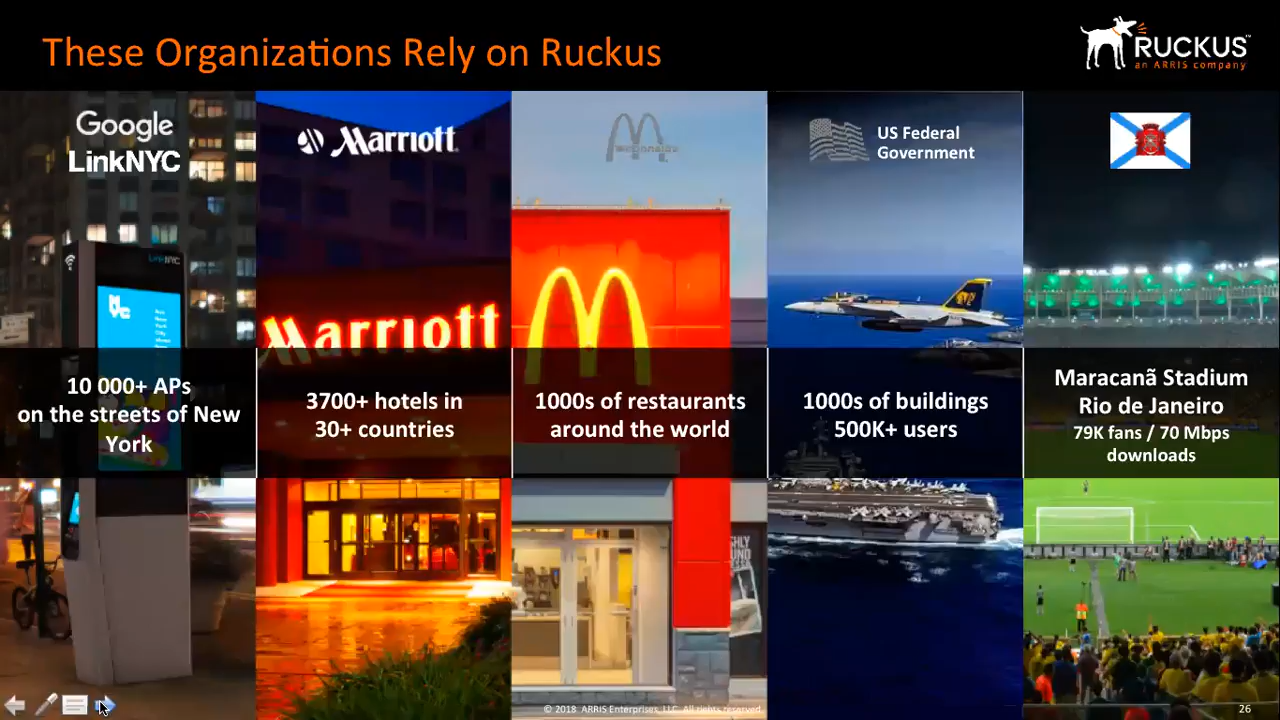 These Organizations Rely on Ruckus
RUCKUS
an ARRIS company
Google
LinkNYC
Marriott
McDonald's
US Federal
Government
LinkNYC
NYC
Marriott
10 000+ APs
on the streets of New
York
3700+ hotels in
30+ countries
1000s of restaurants
around the world
1000s of buildings
500K+ users
Maracanã Stadium
Rio de Janeiro
79K fans / 70 Mbps
downloads
© 2018 ARRIS Enterprises, LLC. All rights reserved.
26